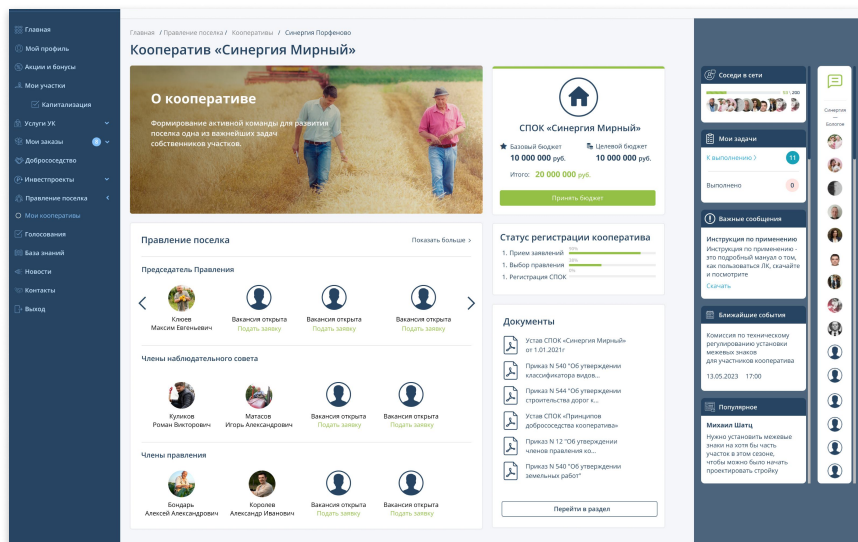 Главная
Мой профиль
Акции и бонусы
Мои участки
Капитализация
Услуги УК
Мои заказы
Добрососедство
Инвестпроекты
Правление поселка
Мои кооперативы
Голосования
База знаний
Новости
Контакты
Выход
Главная / Правление поселка / Кооперативы / Синергия Порфеново
Кооператив «Синергия Мирный»
О кооперативе
Формирование активной команды для развития
поселка одна из важнейших задач
собственников участков.
СПОК «Синергия Мирный»
Базовый бюджет
10 000 000 руб.
Целевой бюджет
10 000 000 руб.
Итого: 20 000 000 руб.
Принять бюджет
Правление поселка
Показать больше >
Председатель Правления
Клюев
Максим Евгеньевич
Вакансия открыта
Подать заявку
Вакансия открыта
Подать заявку
Вакансия открыта
Подать заявку
Члены наблюдательного совета
Куликов
Роман Викторович
Матасов
Игорь Александрович
Вакансия открыта
Подать заявку
Вакансия открыта
Подать заявку
Члены правления
Бондарь
Алексей Александрович
Королев
Александр Иванович
Вакансия открыта
Подать заявку
Вакансия открыта
Подать заявку
Статус регистрации кооператива
1. Прием заявлений
1. Выбор правления
1. Регистрация СПОК
Документы
Устав СПОК «Синергия Мирный»
от 1.01.2021г
Приказ N 540 "Об утверждении
классификатора видов...
Приказ N 544 "Об утверждении
строительства дорог к...
Устав СПОК «Принципов
добрососедства кооператива»
Приказ N 12 "Об утверждении
членов правления ко...
Приказ N 540 "Об утверждении
земельных работ"
Перейти в раздел
Соседи в сети
Мои задачи
К выполнению >
11
Выполнено
0
Важные сообщения
Инструкция по применению
Инструкция по применению -
это подробный мануал о том,
как пользоваться ЛК, скачайте
и посмотрите
Скачать
Ближайшие события
Комиссия по техническому
регулированию установки
межевых знаков
для участников кооператива
13.05.2023 17:00
Популярное
Михаил Шатц
Нужно установить межевые
знаки на хотя бы часть
участок в этом сезоне,
чтобы можно было начать
проектировать стройку
Синергия
—
Бологое